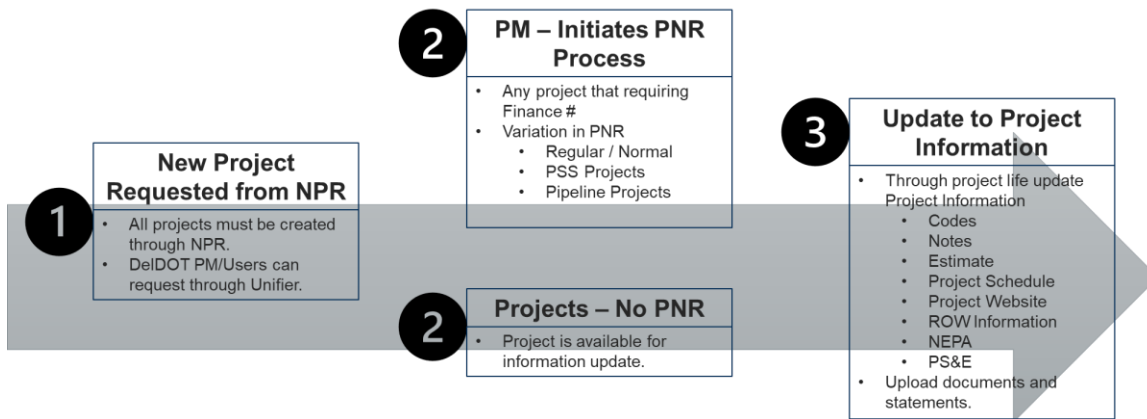 1
New Project
Requested from NPR
• All projects must be created
through NPR.
• DelDOT PM/Users can
request through Unifier.
2
PM – Initiates PNR
Process
• Any project that requiring
Finance #
• Variation in PNR
• Regular / Normal
• PSS Projects
• Pipeline Projects
2
Projects – No PNR
• Project is available for
information update.
3
Update to Project
Information
• Through project life update
Project Information
• Codes
• Notes
• Estimate
• Project Schedule
• Project Website
• ROW Information
• NEPA
• PS&E
• Upload documents and
statements.